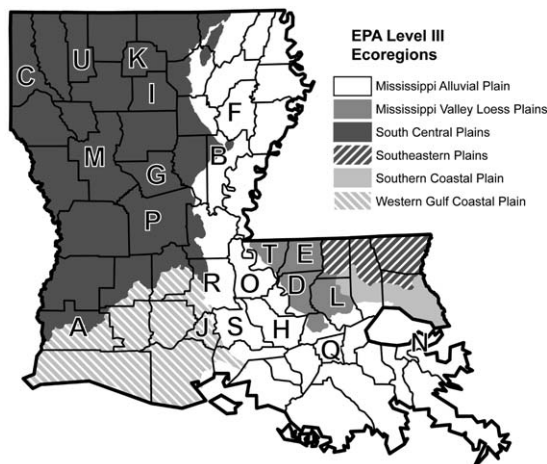 EPA Level III
Ecoregions
Mississippi Alluvial Plain
Mississippi Valley Loess Plains
South Central Plains
Southeastern Plains
Southern Coastal Plain
Western Gulf Coastal Plain
C
U
K
I
F
M
G
B
P
T
E
R
O
D
L
A
J
S
H
Q
N